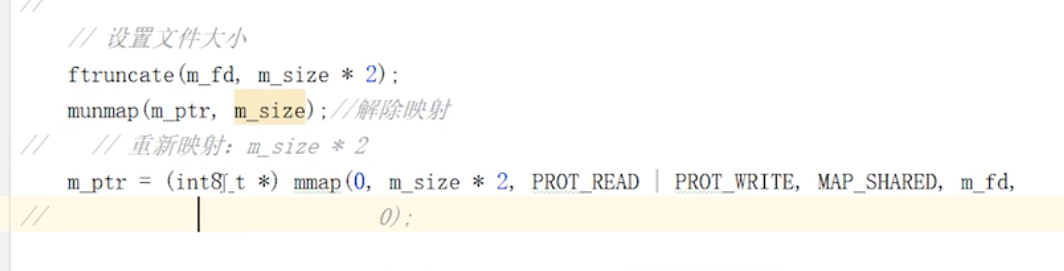 //
// 设置文件大小
ftruncate(m_fd, m_size * 2);
munmap(m_ptr, m_size);//解除映射
//   // 重新映射：m_size * 2
m_ptr = (int8_t *) mmap(0, m_size * 2, PROT_READ | PROT_WRITE, MAP_SHARED, m_fd,
//                      0);